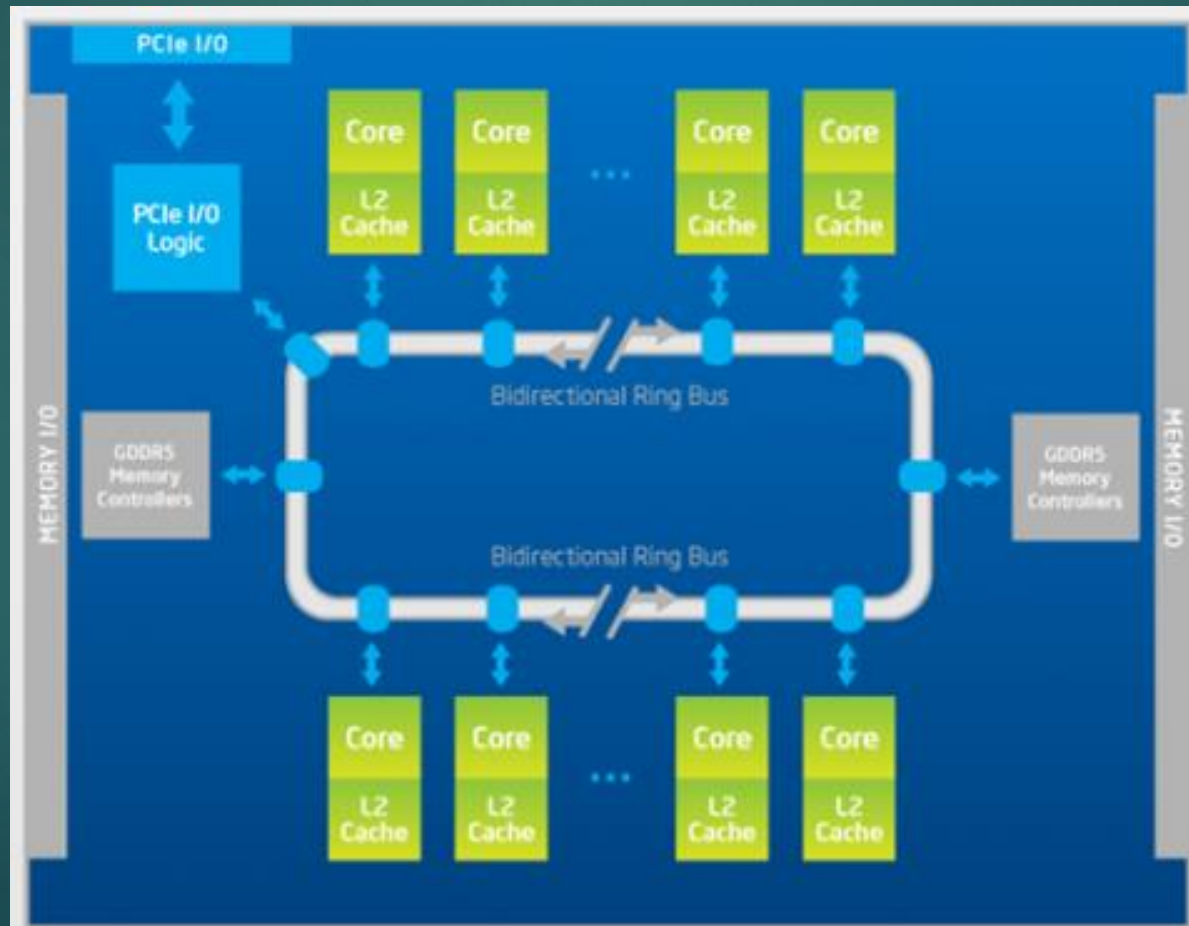 PCIe I/O
PCIe I/O
Logic
Core
L2
Cache
Core
L2
Cache
...
Core
L2
Cache
Core
L2
Cache
Bidirectional Ring Bus
MEMORY I/O
GDDR5
Memory
Controllers
GDDR5
Memory
Controllers
MEMORY I/O
Bidirectional Ring Bus
Core
L2
Cache
Core
L2
Cache
...
Core
L2
Cache
Core
L2
Cache